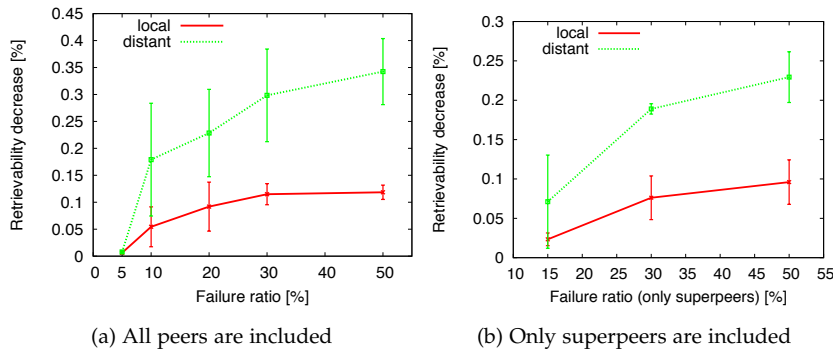 0.45
0.4
0.35
0.3
0.25
0.2
0.15
0.1
0.05
0
Retrievability decrease [%]
local
distant
0 5 10 20 30 40 50
Failure ratio [%]
(a) All peers are included
0.3
0.25
0.2
0.15
0.1
0.05
0
Retrievability decrease [%]
local
distant
10 15 20 25 30 35 40 45 50 55
Failure ratio (only superpeers) [%]
(b) Only superpeers are included